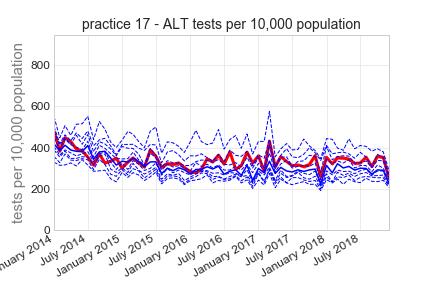 practice 17 - ALT tests per 10,000 population
tests per 10,000 population
800
600
400
200
0
nuary 2014
July 2014
January 2015
July 2015
January 2016
July 2016
January 2017
July 2017
January 2018
July 2018